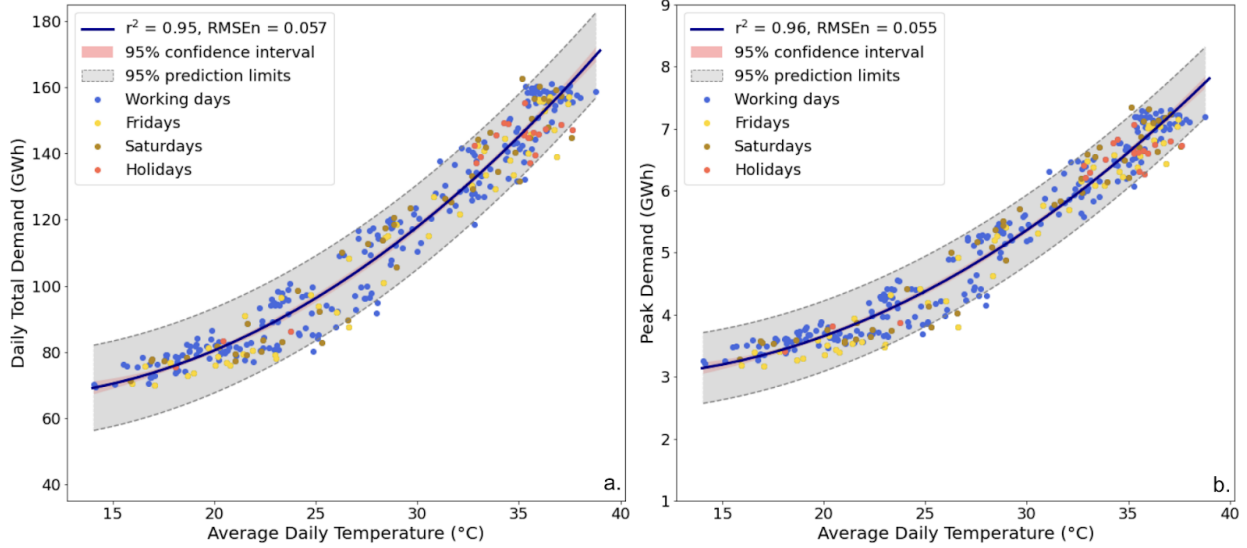 180
160
140
120
100
80
60
40
Daily Total Demand (GWh)
r² = 0.95, RMSEn = 0.057
95% confidence interval
95% prediction limits
Working days
Fridays
Saturdays
Holidays
a.
15 20 25 30 35 40
Average Daily Temperature (°C)
9
8
7
6
5
4
3
2
1
Peak Demand (GWh)
r² = 0.96, RMSEn = 0.055
95% confidence interval
95% prediction limits
Working days
Fridays
Saturdays
Holidays
b.
15 20 25 30 35 40
Average Daily Temperature (°C)